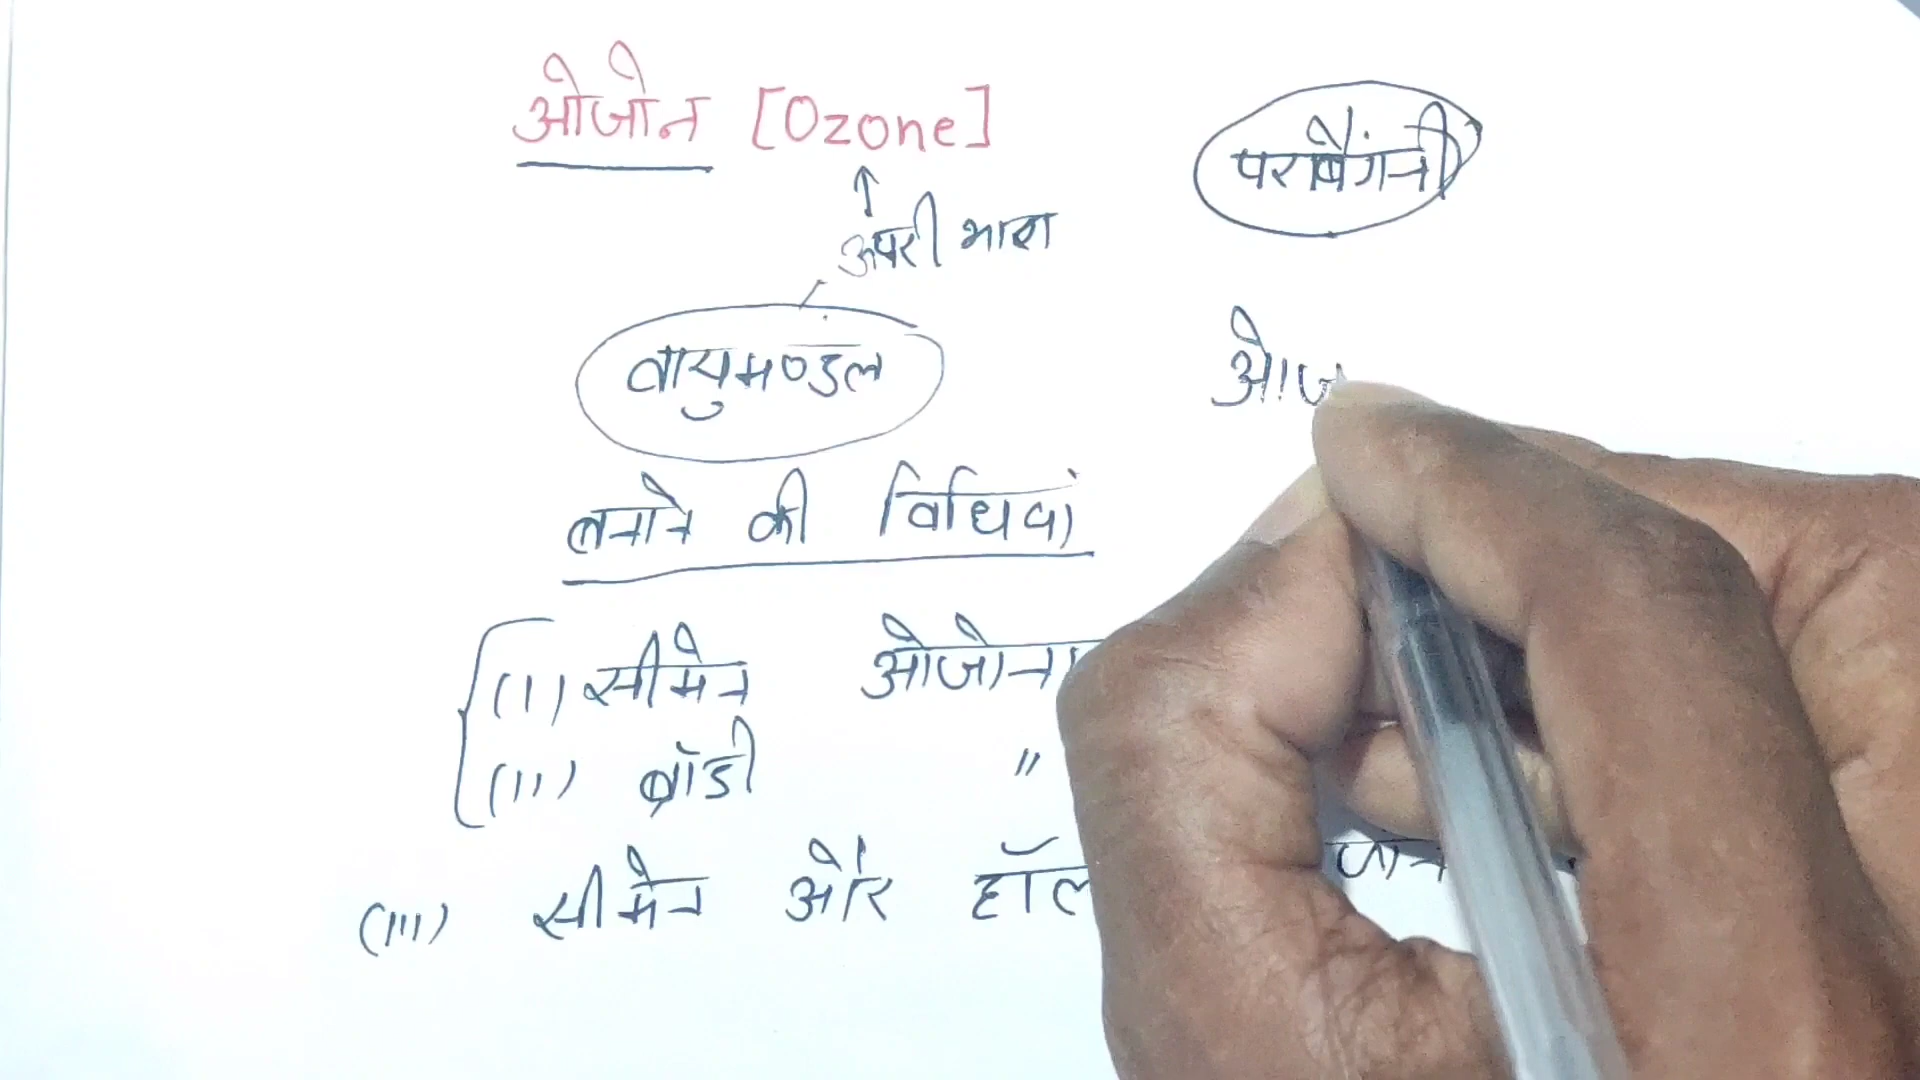 ओजोन [Ozone]
पराबैंगनी
ऊपरी भाग
वायुमण्डल
ओज
बनाने की विधियां
(I) सीमेन ओजोना
(II) ब्रॉडी "
(III) सीमेन और हॉल